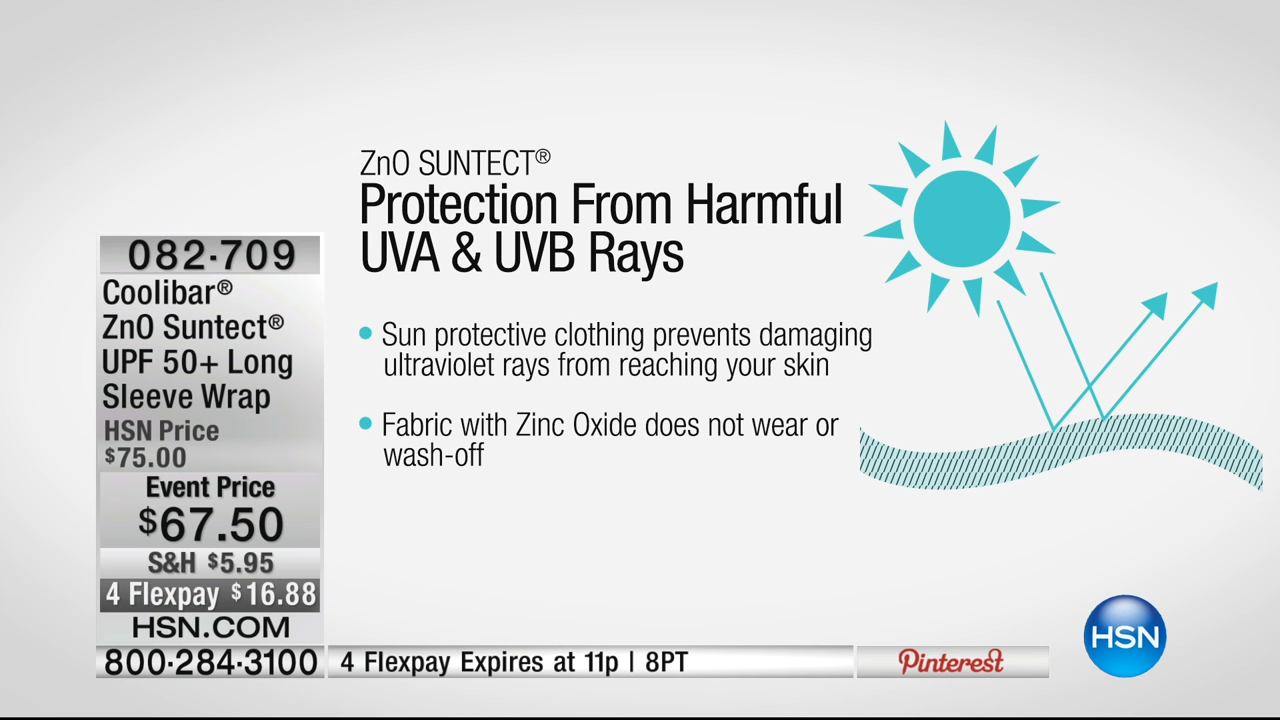 ZnO SUNTECT®
Protection From Harmful
UVA & UVB Rays
• Sun protective clothing prevents damaging
ultraviolet rays from reaching your skin
• Fabric with Zinc Oxide does not wear or
wash-off
082·709
Coolibar®
ZnO Suntect®
UPF 50+ Long
Sleeve Wrap
HSN Price
$75.00
Event Price
$67.50
S&H $5.95
4 Flexpay $16.88
HSN.COM
800·284·3100
4 Flexpay Expires at 11p | 8PT
Pinterest
HSN